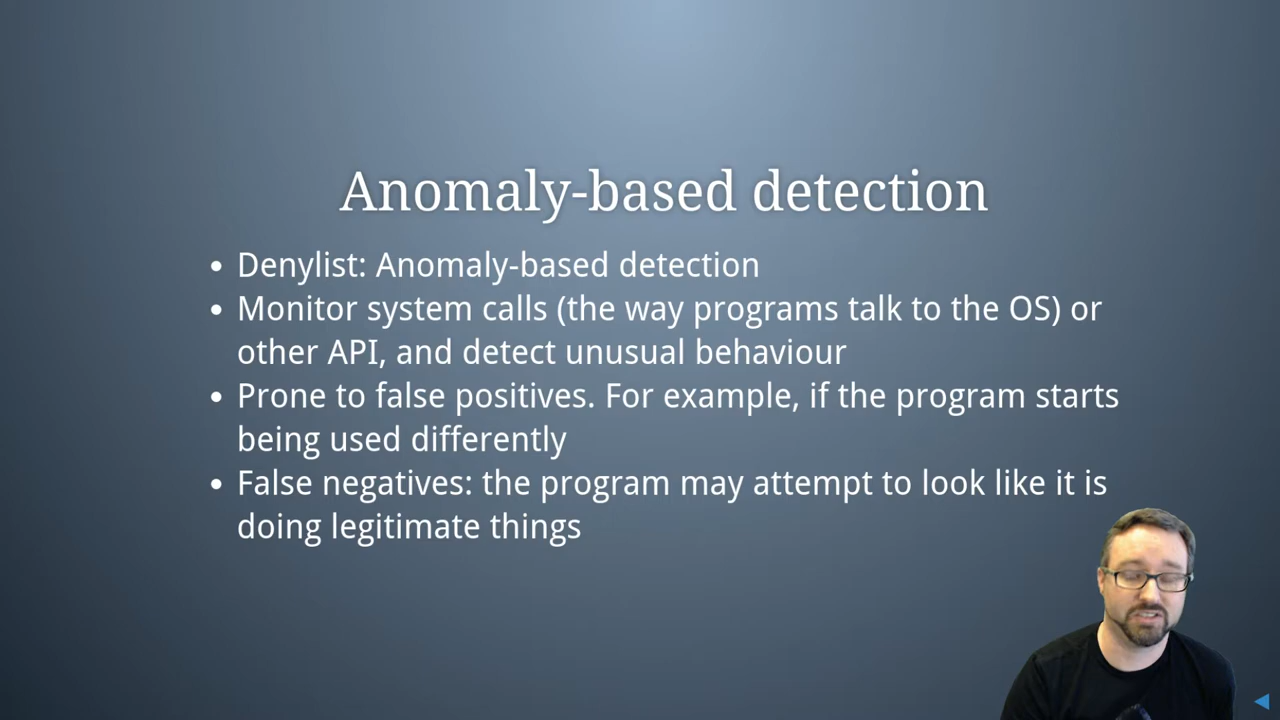 Anomaly-based detection
• Denylist: Anomaly-based detection
• Monitor system calls (the way programs talk to the OS) or
other API, and detect unusual behaviour
• Prone to false positives. For example, if the program starts
being used differently
• False negatives: the program may attempt to look like it is
doing legitimate things